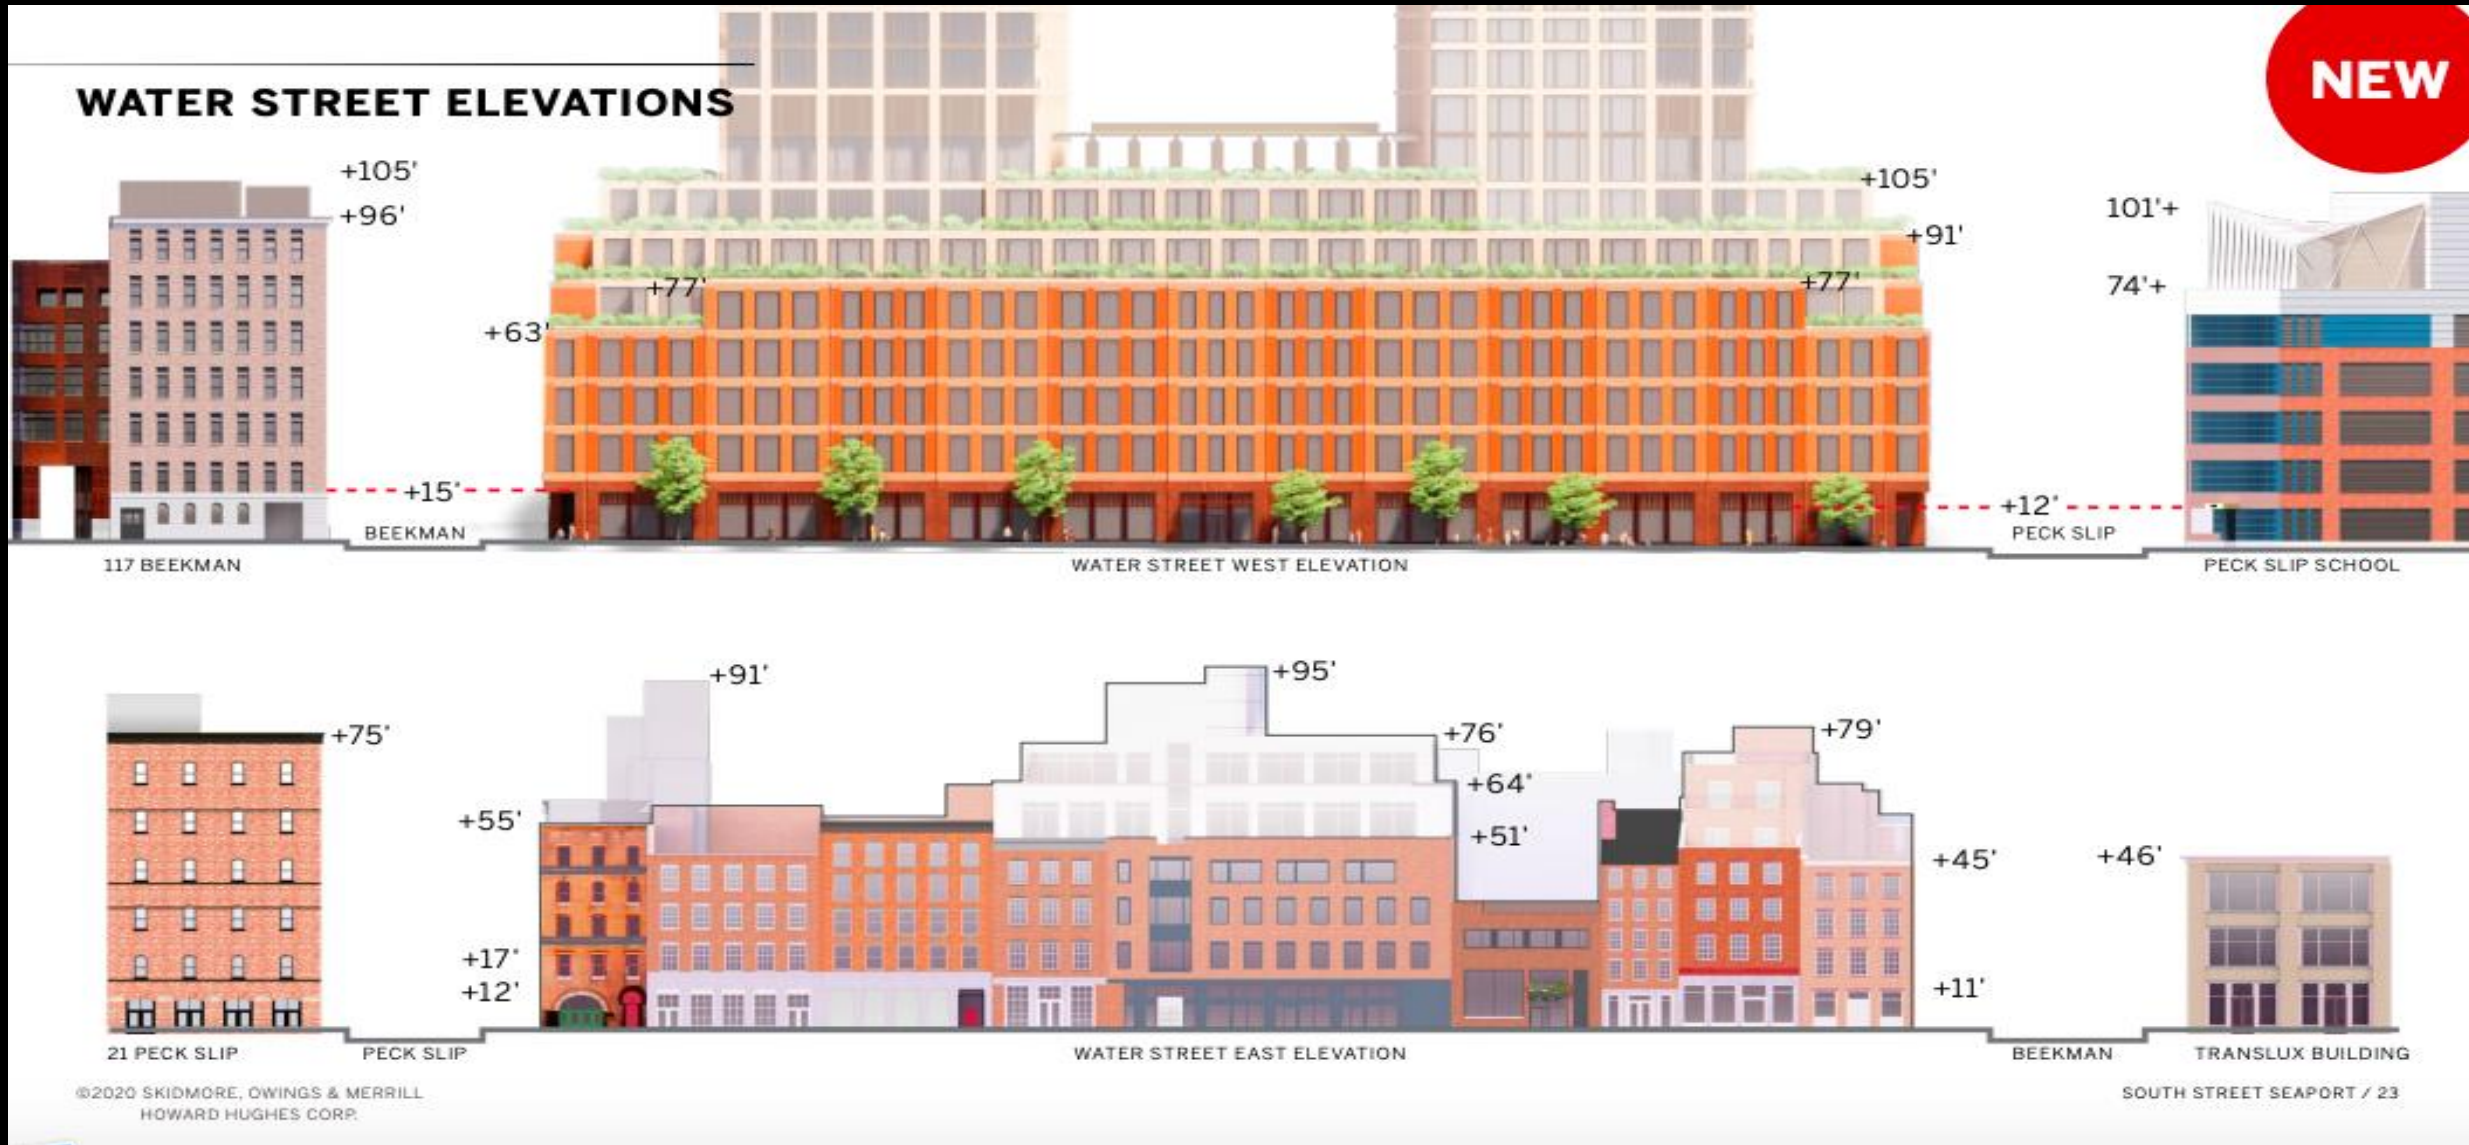 NEW
WATER STREET ELEVATIONS
+105'
+96'
+105'
101'+
+91'
+77'
+77'
74'+
+63'
+15'
+12'
BEEKMAN
PECK SLIP
117 BEEKMAN
WATER STREET WEST ELEVATION
PECK SLIP SCHOOL
+91'
+95'
+75'
+76'
+79'
+64'
+55'
+51'
+45'
+46'
+17'
+12'
+11'
21 PECK SLIP
PECK SLIP
WATER STREET EAST ELEVATION
BEEKMAN
TRANSLUX BUILDING
©2020 SKIDMORE, OWINGS & MERRILL
HOWARD HUGHES CORP.
SOUTH STREET SEAPORT / 23